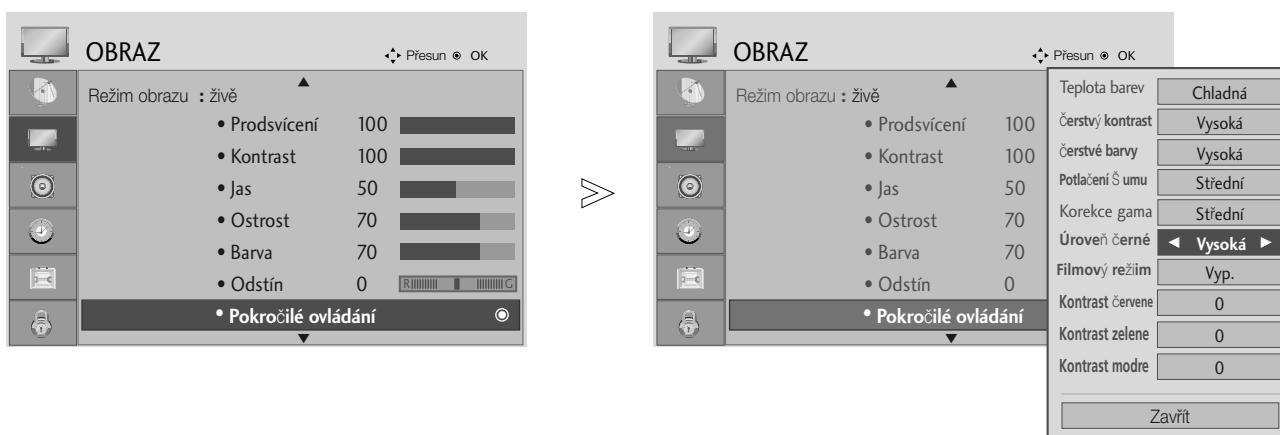 OBRAZ
Přesun OK
Režim obrazu : živě
• Prodsvícení 100
• Kontrast 100
• Jas 50
• Ostrost 70
• Barva 70
• Odstín 0 R G
• Pokročilé ovládání
OBRAZ
Přesun OK
Režim obrazu : živě
• Prodsvícení 100
• Kontrast 100
• Jas 50
• Ostrost 70
• Barva 70
• Odstín 0
• Pokročilé ovládání
Teplota barev Chladná
Čerstvý kontrast Vysoká
Čerstvé barvy Vysoká
Potlačení Š umu Střední
Korekce gama Střední
Úroveň černé ◄ Vysoká ►
Filmový režiim Vyp.
Kontrast červene 0
Kontrast zelene 0
Kontrast modre 0
Zavřít